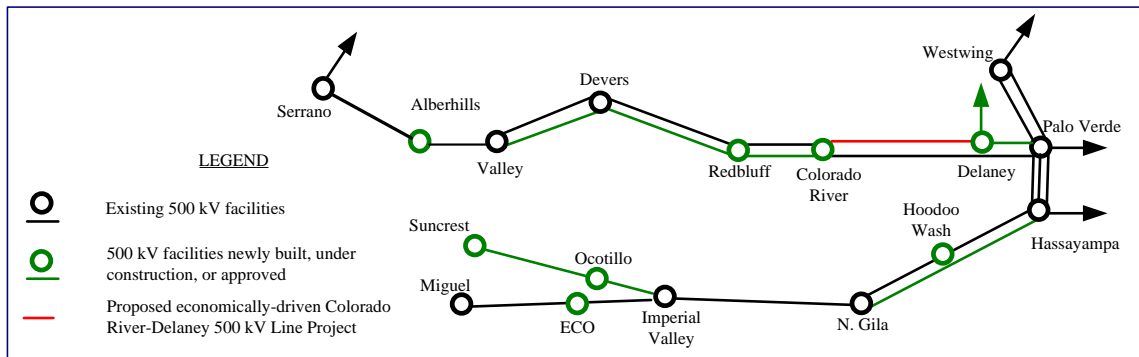 Westwing
Devers
Serrano
Alberhills
Palo Verde
LEGEND
Valley
Redbluff
Colorado
River
Delaney
Existing 500 kV facilities
Suncrest
Hoodoo
Wash
Hassayampa
500 kV facilities newly built, under
construction, or approved
Ocotillo
Miguel
Proposed economically-driven Colorado
River-Delaney 500 kV Line Project
ECO
Imperial
Valley
N. Gila